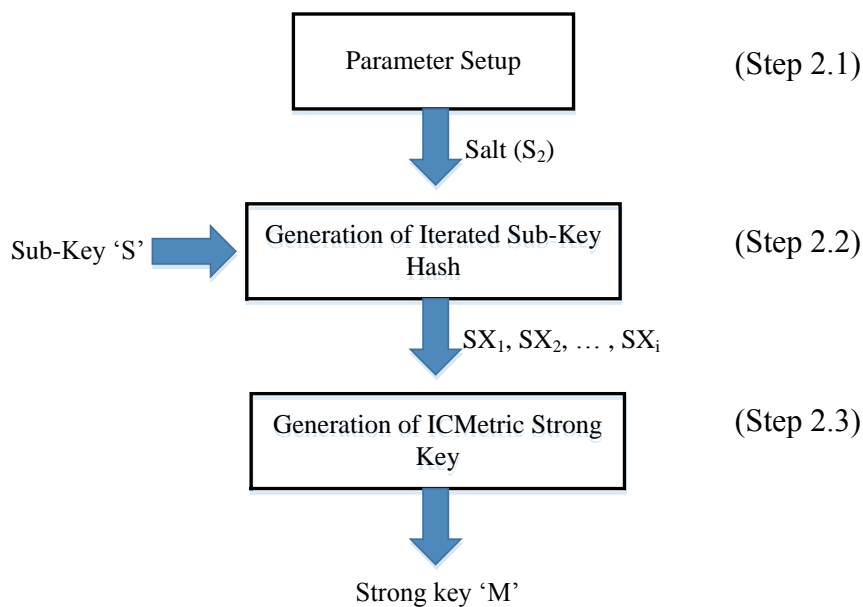 Parameter Setup
(Step 2.1)
Salt (S₂)
Generation of Iterated Sub-Key
Hash
(Step 2.2)
Sub-Key ‘S’
SX₁, SX₂, … , SXᵢ
Generation of ICMetric Strong
Key
(Step 2.3)
Strong key ‘M’